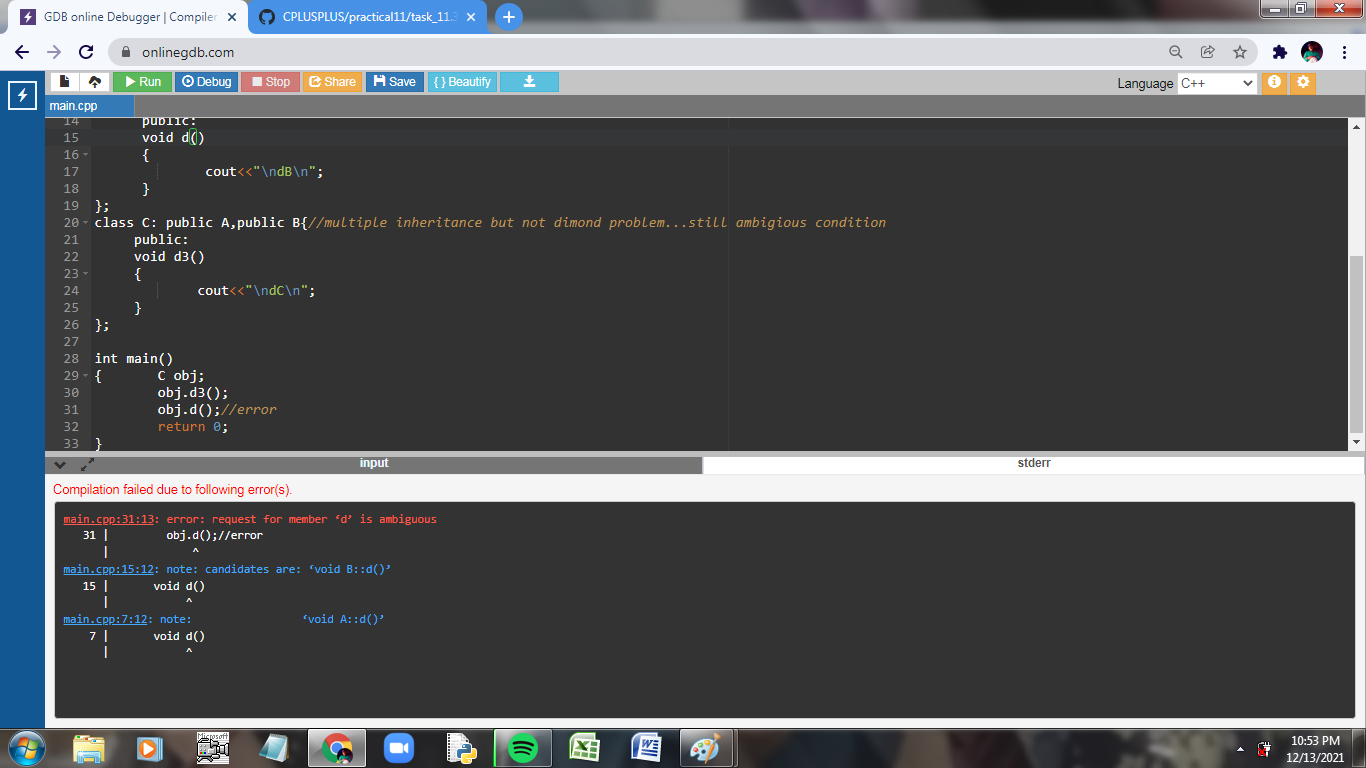 GDB online Debugger | Compiler
CPLUSPLUS/practical11/task_11.3
onlinegdb.com
Run Debug Stop Share Save { } Beautify
Language C++
main.cpp
14 public:
15 void d()
16 {
17 cout<<"\ndB\n";
18 }
19 };
20 class C: public A,public B{//multiple inheritance but not dimond problem...still ambigious condition
21 public:
22 void d3()
23 {
24 cout<<"\ndC\n";
25 }
26 };
27
28 int main()
29 { C obj;
30 obj.d3();
31 obj.d();//error
32 return 0;
33 }
input stderr
Compilation failed due to following error(s).
main.cpp:31:13: error: request for member ‘d’ is ambiguous
31 | obj.d();//error
| ^
main.cpp:15:12: note: candidates are: ‘void B::d()’
15 | void d()
| ^
main.cpp:7:12: note: ‘void A::d()’
7 | void d()
| ^
Microsoft
10:53 PM
12/13/2021